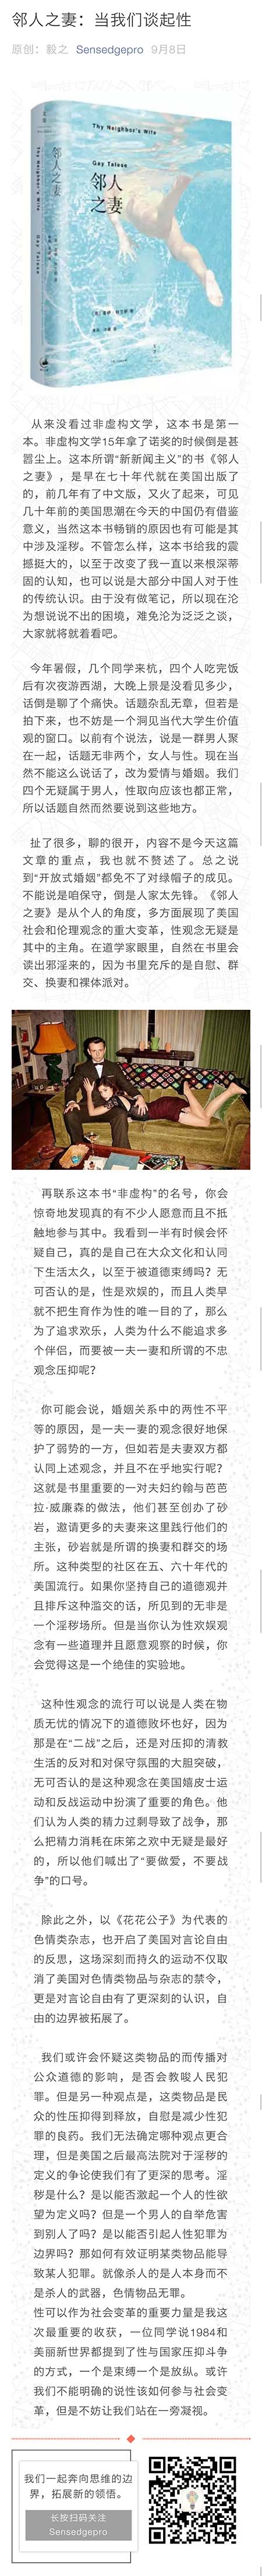 邻人之妻：当我们谈起性
原创：毅之 Sensedgepro 9月8日
Thy Neighbor's Wife
Gay Talese
邻人
之妻
Thy Neighbor's Wife
邻人之妻
Gay Talese
从来没看过非虚构文学，这本书是第一
本。非虚构文学15年拿了诺奖的时候倒是甚
嚣尘上。这本所谓“新新闻主义”的书《邻人
之妻》，是早在七十年代就在美国出版了
的，前几年有了中文版，又火了起来，可见
几十年前的美国思潮在今天的中国仍有借鉴
意义，当然这本书畅销的原因也有可能是其
中涉及淫秽。不管怎么样，这本书给我的震
撼挺大的，以至于改变了我一直以来根深蒂
固的认知，也可以说是大部分中国人对于性
的传统认识。由于没有做笔记，所以现在沦
为想说说不出的困境，难免沦为泛泛之谈，
大家就将就着看吧。
今年暑假，几个同学来杭，四个人吃完饭
后有次夜游西湖，大晚上景是没看见多少，
话倒是聊了个痛快。话题杂乱无章，但若是
拍下来，也不妨是一个洞见当代大学生价值
观的窗口。以前有个说法，说是一群男人聚
在一起，话题无非两个，女人与性。现在当
然不能这么说话了，改为爱情与婚姻。我们
四个无疑属于男人，性取向应该也都正常，
所以话题自然而然要说到这些地方。
扯了很多，聊的很开，内容不是今天这篇
文章的重点，我也就不赘述了。总之说
到“开放式婚姻”都免不了对绿帽子的成见。
不能说是咱保守，倒是人家太先锋。《邻人
之妻》是从个人的角度，多方面展现了美国
社会和伦理观念的重大变革，性观念无疑是
其中的主角。在道学家眼里，自然在书里会
读出邪淫来的，因为书里充斥的是自慰、群
交、换妻和裸体派对。
再联系这本书“非虚构”的名号，你会
惊奇地发现真的有不少人愿意而且不抵
触地参与其中。我看到一半有时候会怀
疑自己，真的是自己在大众文化和认同
下生活太久，以至于被道德束缚吗？无
可否认的是，性是欢娱的，而且人类早
就不把生育作为性的唯一目的了，那么
为了追求欢乐，人类为什么不能追求多
个伴侣，而要被一夫一妻和所谓的不忠
观念压抑呢？
你可能会说，婚姻关系中的两性不平
等的原因，是一夫一妻的观念很好地保
护了弱势的一方，但如若是夫妻双方都
认同上述观念，并且不在乎地实行呢？
这就是书里重要的一对夫妇约翰与芭芭
拉·威廉森的做法，他们甚至创办了砂
岩，邀请更多的夫妻来这里践行他们的
主张，砂岩就是所谓的换妻和群交的场
所。这种类型的社区在五、六十年代的
美国流行。如果你坚持自己的道德观并
且排斥这种滥交的话，所见到的无非是
一个淫秽场所。但是当你认为性欢娱观
念有一些道理并且愿意观察的时候，你
会觉得这是一个绝佳的实验地。
这种性观念的流行可以说是人类在物
质无忧的情况下的道德败坏也好，因为
那是在“二战”之后，还是对压抑的清教
生活的反对和对保守氛围的大胆突破，
无可否认的是这种观念在美国嬉皮士运
动和反战运动中扮演了重要的角色。他
们认为人类的精力过剩导致了战争，那
么把精力消耗在床笫之欢中无疑是最好
的，所以他们喊出了“要做爱，不要战
争”的口号。
除此之外，以《花花公子》为代表的
色情类杂志，也开启了美国对言论自由
的反思，这场深刻而持久的运动不仅取
消了美国对色情类物品与杂志的禁令，
更是对言论自由有了更深刻的认识，自
由的边界被拓展了。
我们或许会怀疑这类物品的而传播对
公众道德的影响，是否会教唆人民犯
罪。但是另一种观点是，这类物品是民
众的性压抑得到释放，自慰是减少性犯
罪的良药。我们无法确定哪种观点更合
理，但是美国之后最高法院对于淫秽的
定义的争论使我们有了更深的思考。淫
秽是什么？是以能否激起一个人的性欲
望为定义吗？但是一个男人的自举危害
到别人了吗？是以能否引起人性犯罪为
边界吗？那如何有效证明某类物品能导
致某人犯罪。就像杀人的是人本身而不
是杀人的武器，色情物品无罪。
性可以作为社会变革的重要力量是我这
次最重要的收获，一位同学说1984和
美丽新世界都提到了性与国家压抑斗争
的方式，一个是束缚一个是放纵。或许
我们不能明确的说性该如何参与社会变
革，但是不妨让我们站在一旁凝视。
我们一起奔向思维的边
界，拓展新的领悟。
长按扫码关注
Sensedgepro